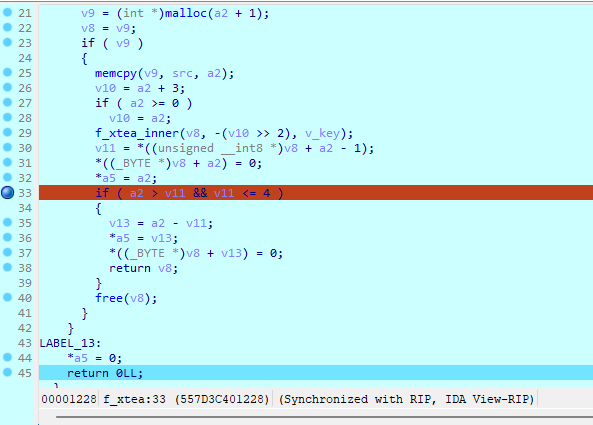 21 v9 = (int *)malloc(a2 + 1);
22 v8 = v9;
23 if ( v9 )
24 {
25 memcpy(v9, src, a2);
26 v10 = a2 + 3;
27 if ( a2 >= 0 )
28 v10 = a2;
29 f_xtea_inner(v8, -(v10 >> 2), v_key);
30 v11 = *((unsigned __int8 *)v8 + a2 - 1);
31 *((_BYTE *)v8 + a2) = 0;
32 *a5 = a2;
33 if ( a2 > v11 && v11 <= 4 )
34 {
35 v13 = a2 - v11;
36 *a5 = v13;
37 *((_BYTE *)v8 + v13) = 0;
38 return v8;
39 }
40 free(v8);
41 }
42 }
43 LABEL_13:
44 *a5 = 0;
45 return 0LL;
}
00001228 f_xtea:33 (557D3C401228) (Synchronized with RIP, IDA View-RIP)